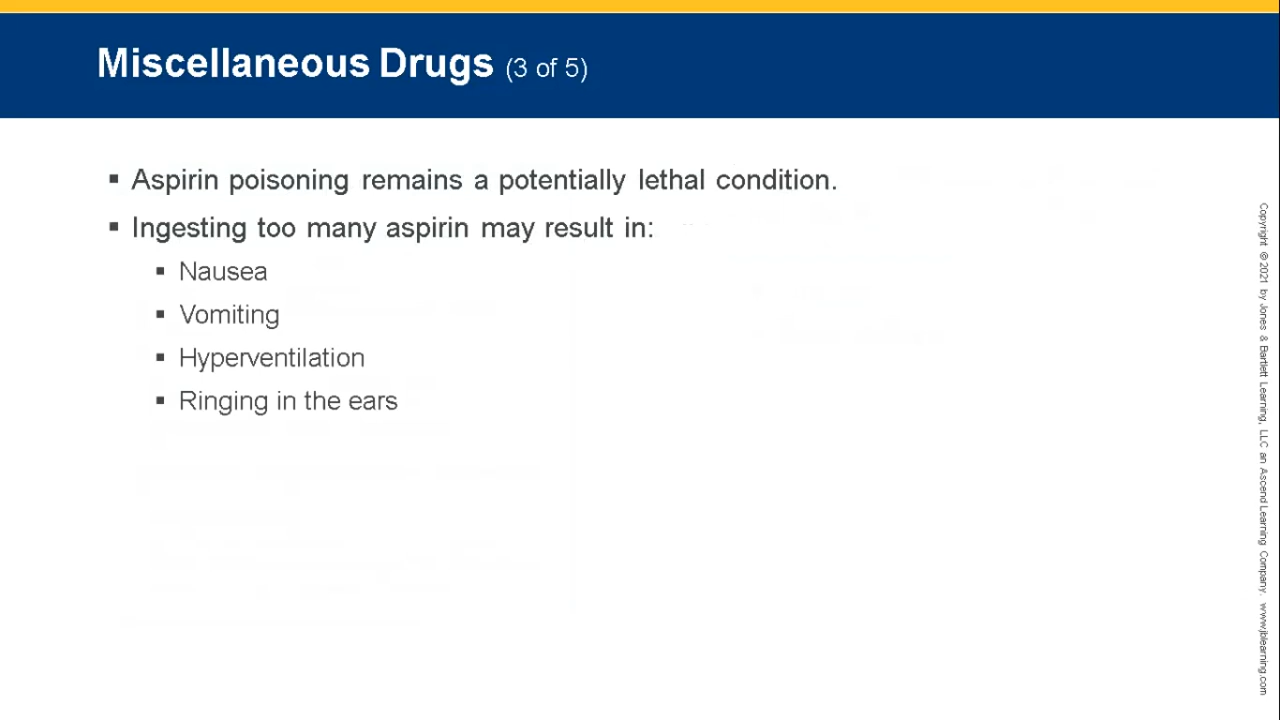 Miscellaneous Drugs (3 of 5)
▪ Aspirin poisoning remains a potentially lethal condition.
▪ Ingesting too many aspirin may result in:
▪ Nausea
▪ Vomiting
▪ Hyperventilation
▪ Ringing in the ears
Copyright © 2021 by Jones & Bartlett Learning, LLC an Ascend Learning Company. www.jblearning.com